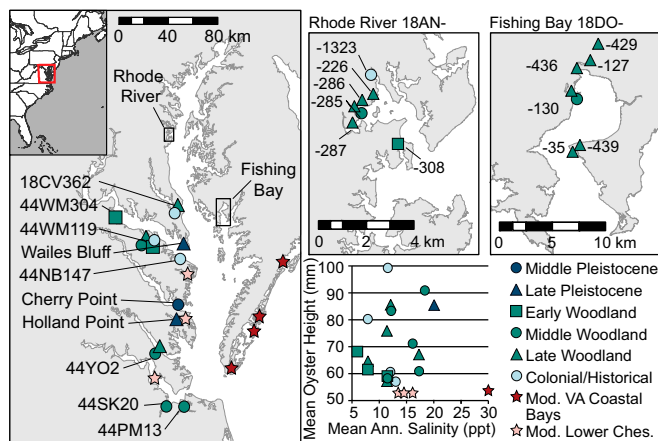 0 40 80 km
Rhode
River
Fishing
Bay
18CV362
44WM304
44WM119
Wailes Bluff
44NB147
Cherry Point
Holland Point
44YO2
44SK20
44PM13
Rhode River 18AN-
-1323
-226
-286
-285
-287
-308
0 2 4 km
Fishing Bay 18DO-
-429
-436
-127
-130
-35
-439
0 5 10 km
Mean Oyster Height (mm)
100
90
80
70
60
50
5 10 15 20 25 30
Mean Ann. Salinity (ppt)
Middle Pleistocene
Late Pleistocene
Early Woodland
Middle Woodland
Late Woodland
Colonial/Historical
Mod. VA Coastal
Bays
Mod. Lower Ches.